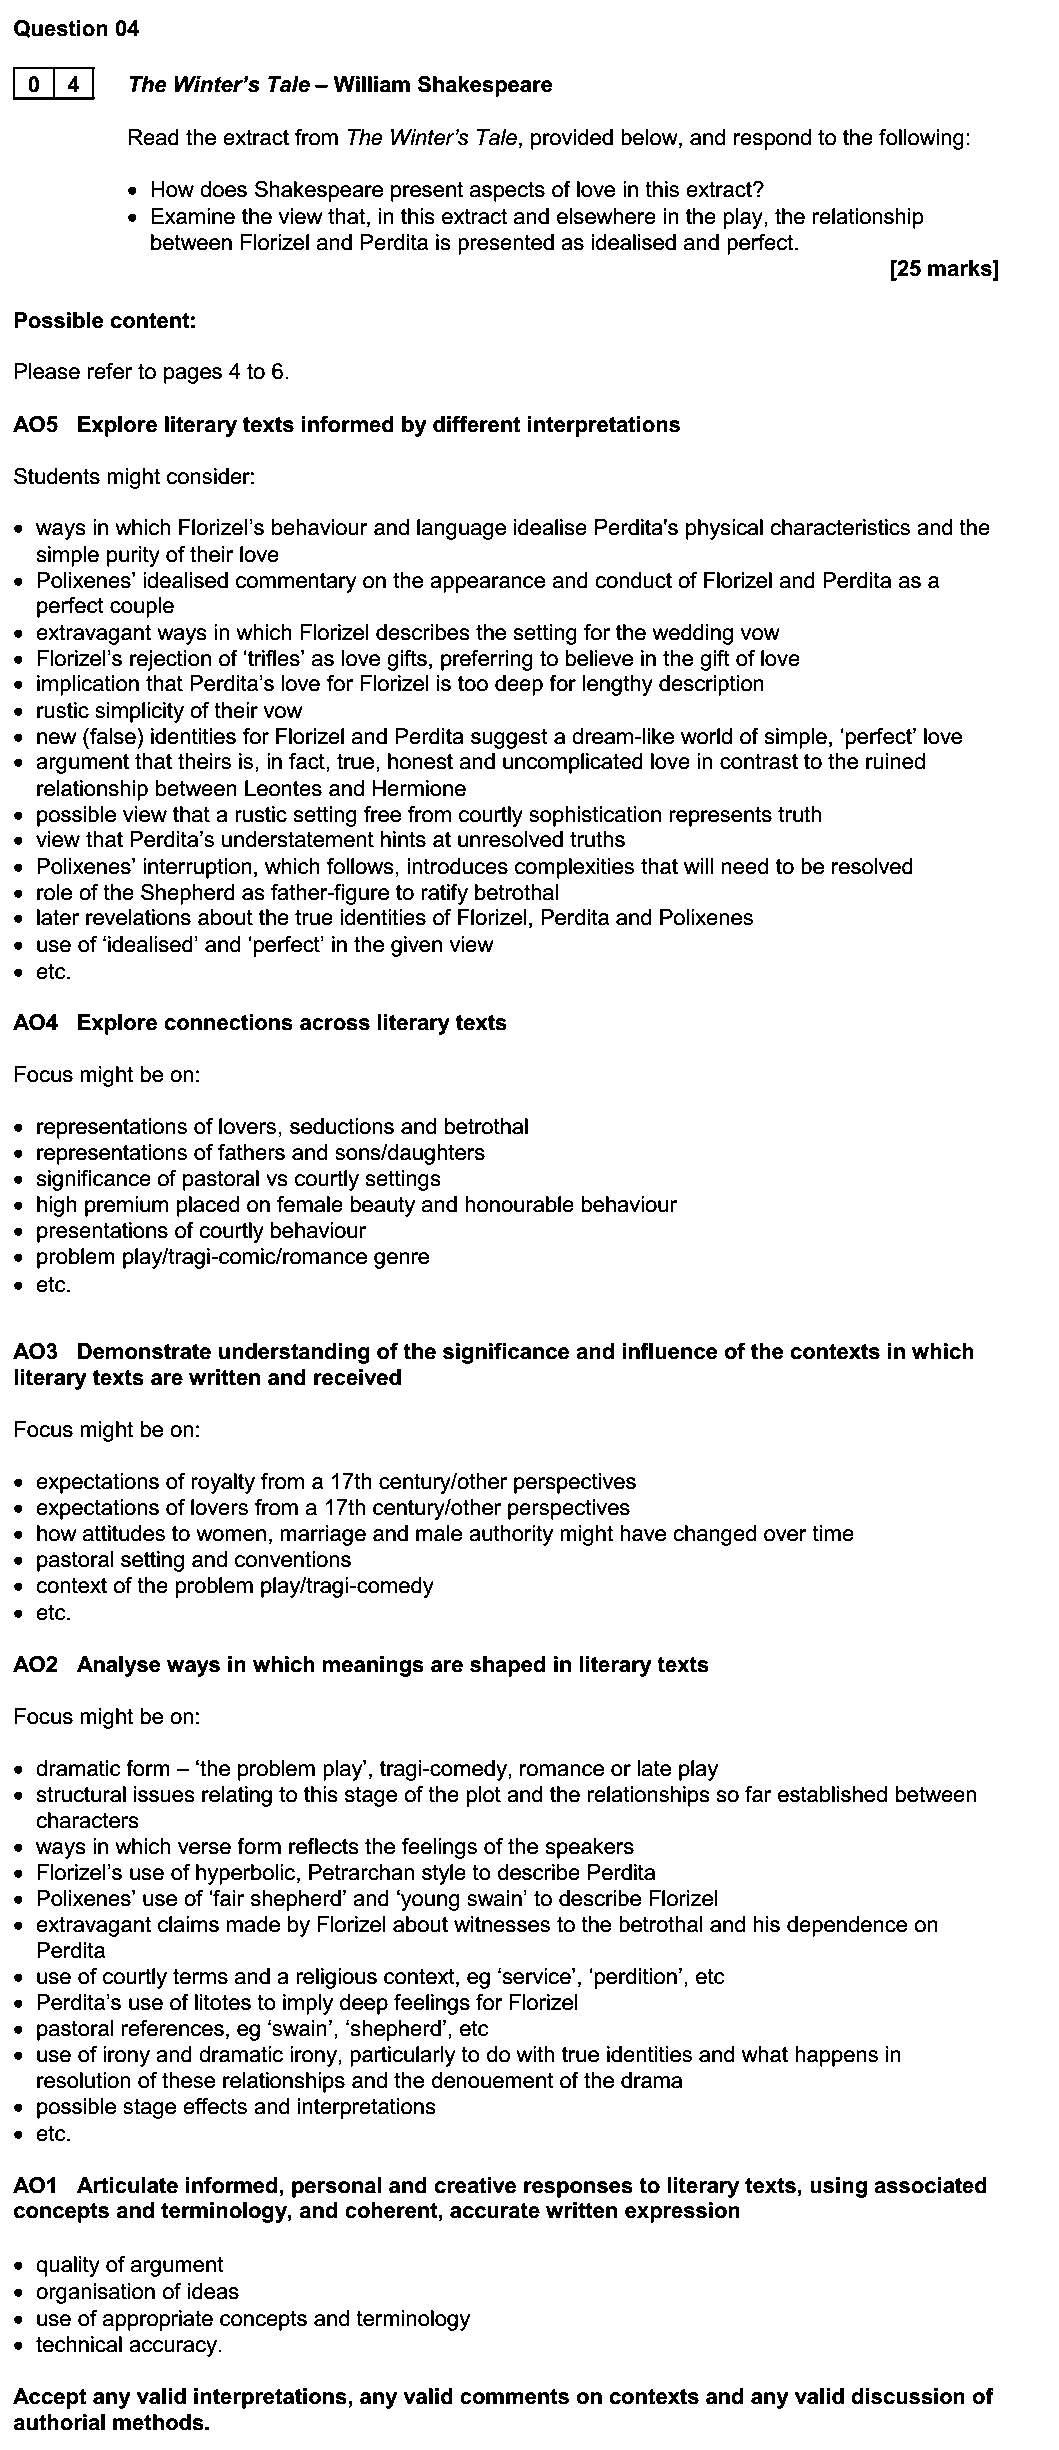 Question 04
0 4 The Winter's Tale – William Shakespeare
Read the extract from The Winter's Tale, provided below, and respond to the following:
• How does Shakespeare present aspects of love in this extract?
• Examine the view that, in this extract and elsewhere in the play, the relationship
between Florizel and Perdita is presented as idealised and perfect.
[25 marks]
Possible content:
Please refer to pages 4 to 6.
AO5 Explore literary texts informed by different interpretations
Students might consider:
• ways in which Florizel's behaviour and language idealise Perdita's physical characteristics and the
simple purity of their love
• Polixenes' idealised commentary on the appearance and conduct of Florizel and Perdita as a
perfect couple
• extravagant ways in which Florizel describes the setting for the wedding vow
• Florizel's rejection of 'trifles' as love gifts, preferring to believe in the gift of love
• implication that Perdita's love for Florizel is too deep for lengthy description
• rustic simplicity of their vow
• new (false) identities for Florizel and Perdita suggest a dream-like world of simple, 'perfect' love
• argument that theirs is, in fact, true, honest and uncomplicated love in contrast to the ruined
relationship between Leontes and Hermione
• possible view that a rustic setting free from courtly sophistication represents truth
• view that Perdita's understatement hints at unresolved truths
• Polixenes' interruption, which follows, introduces complexities that will need to be resolved
• role of the Shepherd as father-figure to ratify betrothal
• later revelations about the true identities of Florizel, Perdita and Polixenes
• use of 'idealised' and 'perfect' in the given view
• etc.
AO4 Explore connections across literary texts
Focus might be on:
• representations of lovers, seductions and betrothal
• representations of fathers and sons/daughters
• significance of pastoral vs courtly settings
• high premium placed on female beauty and honourable behaviour
• presentations of courtly behaviour
• problem play/tragi-comic/romance genre
• etc.
AO3 Demonstrate understanding of the significance and influence of the contexts in which
literary texts are written and received
Focus might be on:
• expectations of royalty from a 17th century/other perspectives
• expectations of lovers from a 17th century/other perspectives
• how attitudes to women, marriage and male authority might have changed over time
• pastoral setting and conventions
• context of the problem play/tragi-comedy
• etc.
AO2 Analyse ways in which meanings are shaped in literary texts
Focus might be on:
• dramatic form – 'the problem play', tragi-comedy, romance or late play
• structural issues relating to this stage of the plot and the relationships so far established between
characters
• ways in which verse form reflects the feelings of the speakers
• Florizel's use of hyperbolic, Petrarchan style to describe Perdita
• Polixenes' use of 'fair shepherd' and 'young swain' to describe Florizel
• extravagant claims made by Florizel about witnesses to the betrothal and his dependence on
Perdita
• use of courtly terms and a religious context, eg 'service', 'perdition', etc
• Perdita's use of litotes to imply deep feelings for Florizel
• pastoral references, eg 'swain', 'shepherd', etc
• use of irony and dramatic irony, particularly to do with true identities and what happens in
resolution of these relationships and the denouement of the drama
• possible stage effects and interpretations
• etc.
AO1 Articulate informed, personal and creative responses to literary texts, using associated
concepts and terminology, and coherent, accurate written expression
• quality of argument
• organisation of ideas
• use of appropriate concepts and terminology
• technical accuracy.
Accept any valid interpretations, any valid comments on contexts and any valid discussion of
authorial methods.